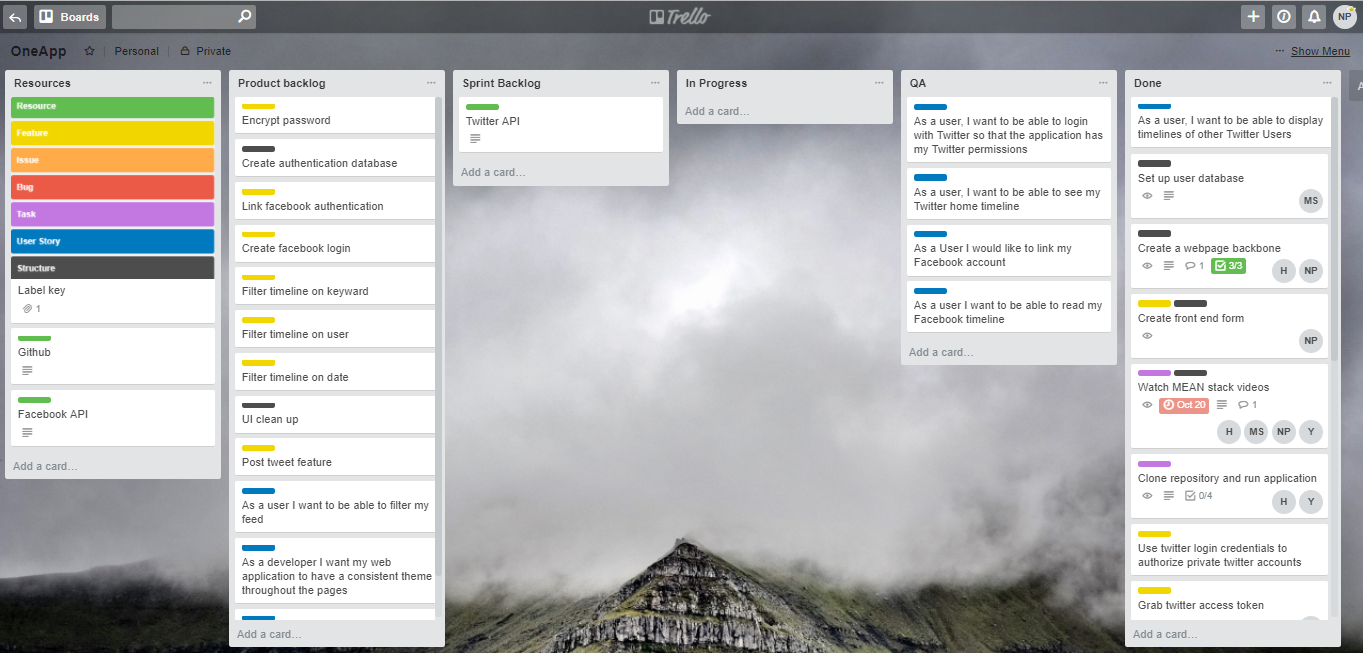 Boards
Trello
NP
OneApp
Personal
Private
... Show Menu
Resources
Resource
Feature
Issue
Bug
Task
User Story
Structure
Label key
1
Github
Facebook API
Add a card...
Product backlog
Encrypt password
Create authentication database
Link facebook authentication
Create facebook login
Filter timeline on keyward
Filter timeline on user
Filter timeline on date
UI clean up
Post tweet feature
As a user I want to be able to filter my
feed
As a developer I want my web
application to have a consistent theme
throughout the pages
Add a card...
Sprint Backlog
Twitter API
Add a card...
In Progress
Add a card...
QA
As a user, I want to be able to login
with Twitter so that the application has
my Twitter permissions
As a user, I want to be able to see my
Twitter home timeline
As a User I would like to link my
Facebook account
As a user I want to be able to read my
Facebook timeline
Add a card...
Done
As a user, I want to be able to display
timelines of other Twitter Users
Set up user database
MS
Create a webpage backbone
1 3/3
H NP
Create front end form
NP
Watch MEAN stack videos
Oct 20 1
H MS NP Y
Clone repository and run application
0/4
H Y
Use twitter login credentials to
authorize private twitter accounts
Grab twitter access token
Add a card...